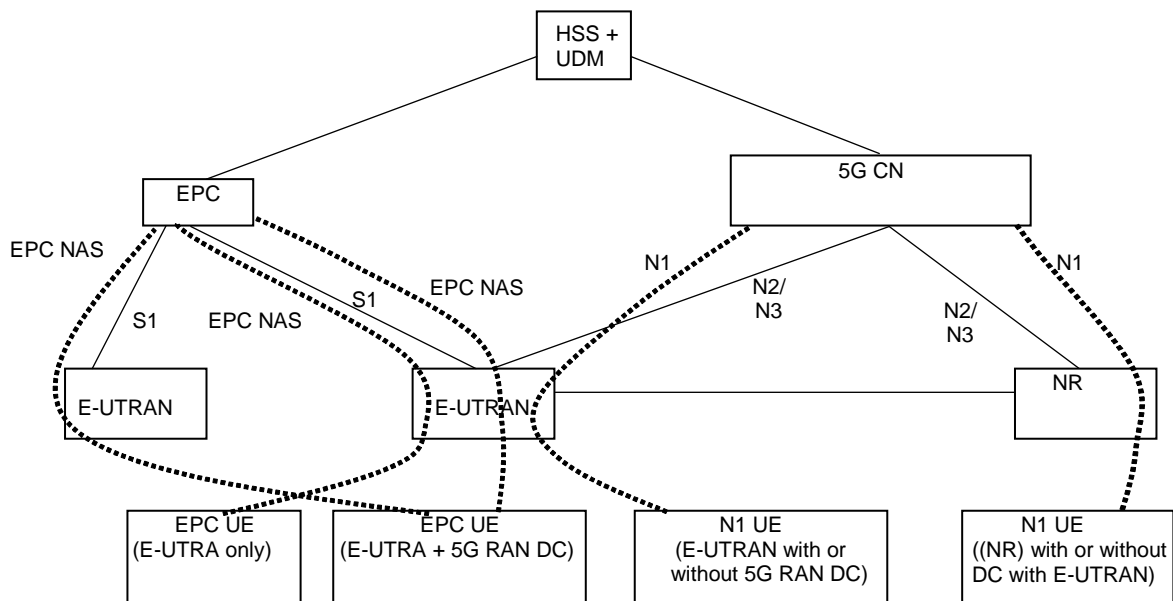 HSS +
UDM
EPC
5G CN
EPC NAS
S1
EPC NAS
S1
EPC NAS
N1
N2/
N3
N2/
N3
N1
E-UTRAN
E-UTRAN
NR
EPC UE
(E-UTRA only)
EPC UE
(E-UTRA + 5G RAN DC)
N1 UE
(E-UTRAN with or
without 5G RAN DC)
N1 UE
((NR) with or without
DC with E-UTRAN)